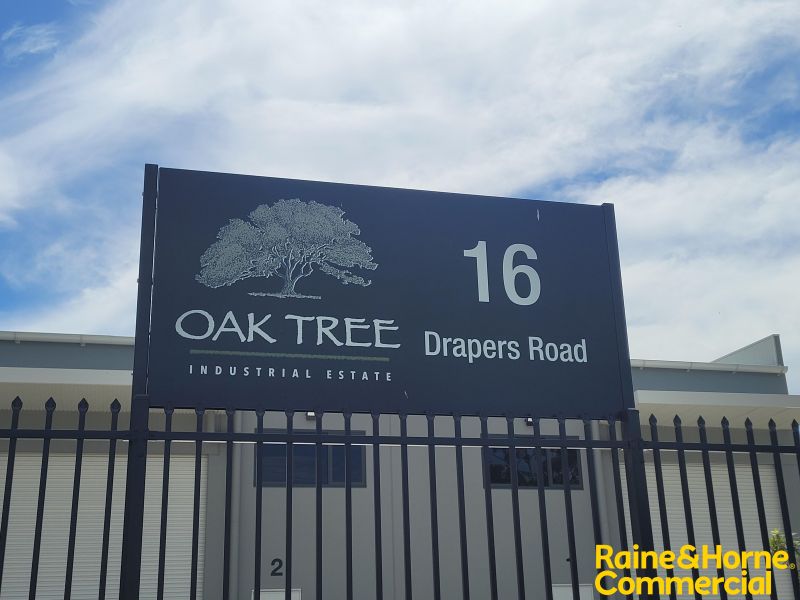 OAK TREE
INDUSTRIAL ESTATE
16
Drapers Road
2
Raine&Horne®
Commercial